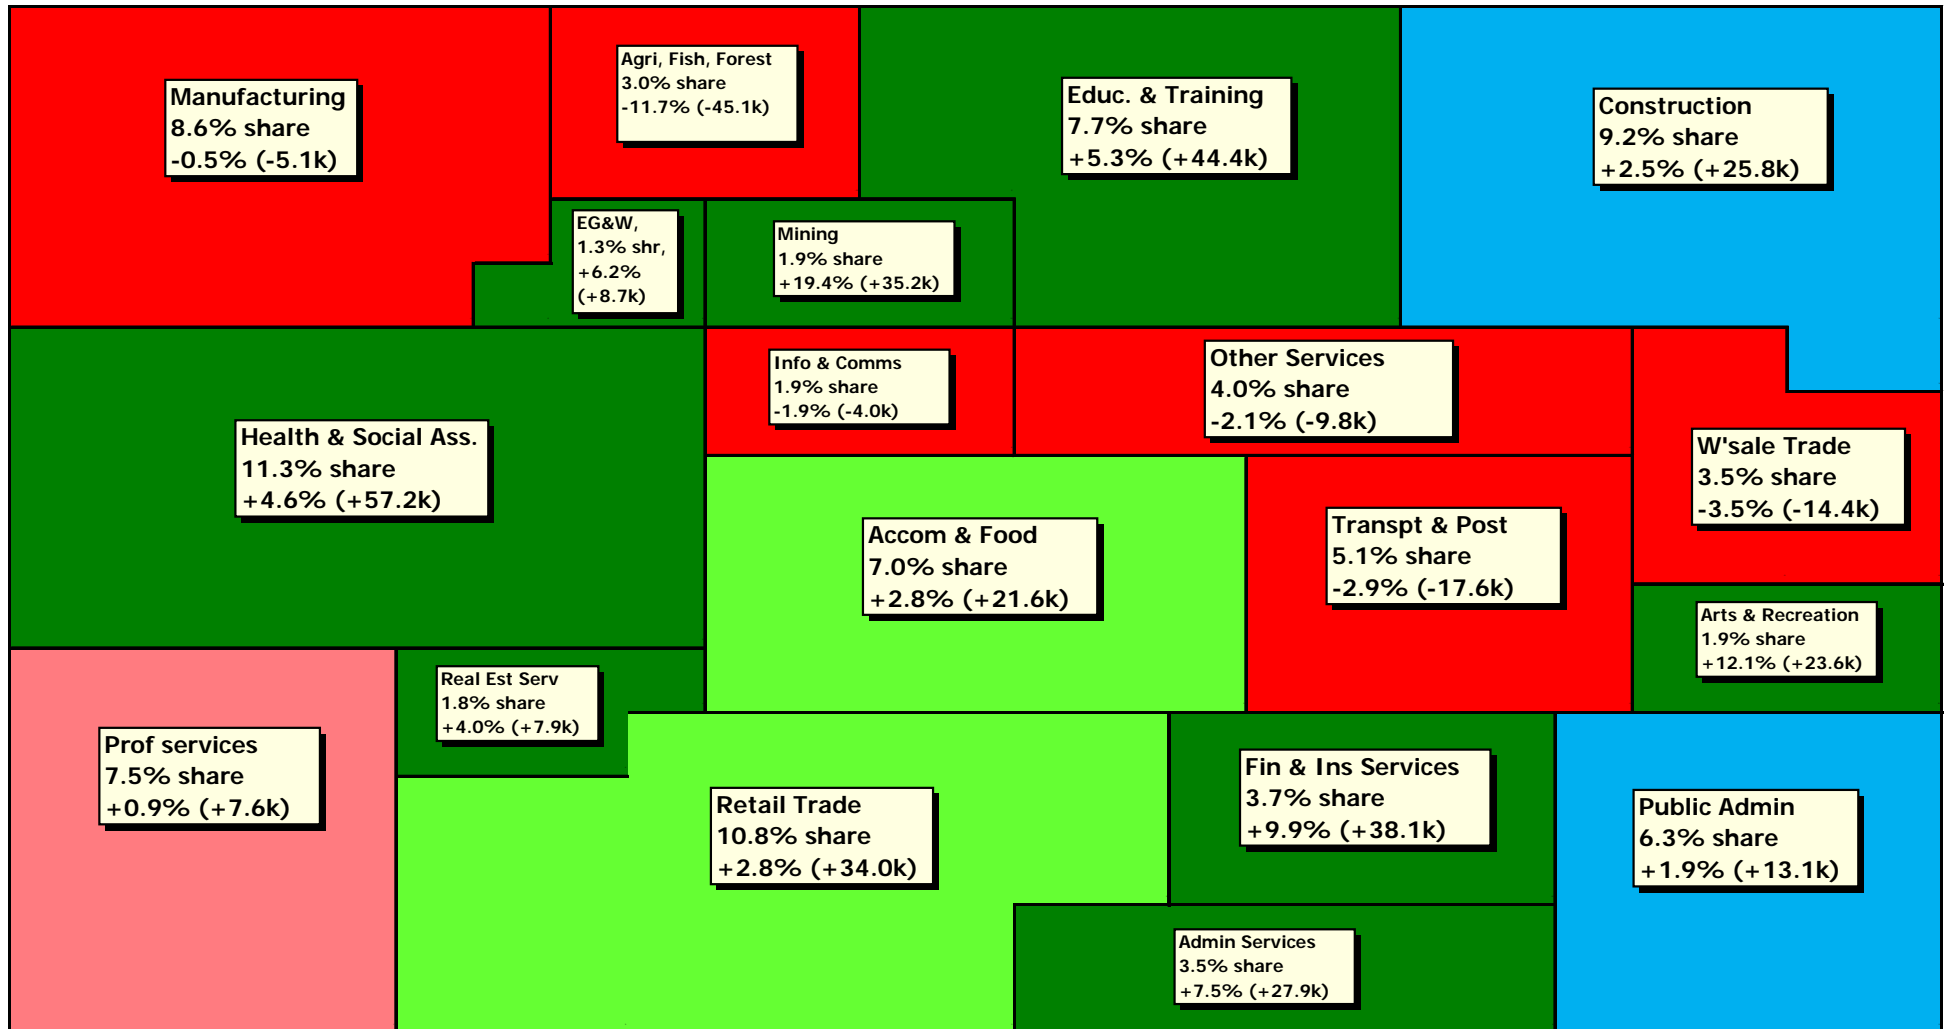 Manufacturing
8.6% share
-0.5% (-5.1k)
Agri, Fish, Forest
3.0% share
-11.7% (-45.1k)
Educ. & Training
7.7% share
+5.3% (+44.4k)
Construction
9.2% share
+2.5% (+25.8k)
EG&W,
1.3% shr,
+6.2%
(+8.7k)
Mining
1.9% share
+19.4% (+35.2k)
Health & Social Ass.
11.3% share
+4.6% (+57.2k)
Info & Comms
1.9% share
-1.9% (-4.0k)
Other Services
4.0% share
-2.1% (-9.8k)
W'sale Trade
3.5% share
-3.5% (-14.4k)
Accom & Food
7.0% share
+2.8% (+21.6k)
Transpt & Post
5.1% share
-2.9% (-17.6k)
Arts & Recreation
1.9% share
+12.1% (+23.6k)
Prof services
7.5% share
+0.9% (+7.6k)
Real Est Serv
1.8% share
+4.0% (+7.9k)
Retail Trade
10.8% share
+2.8% (+34.0k)
Fin & Ins Services
3.7% share
+9.9% (+38.1k)
Public Admin
6.3% share
+1.9% (+13.1k)
Admin Services
3.5% share
+7.5% (+27.9k)